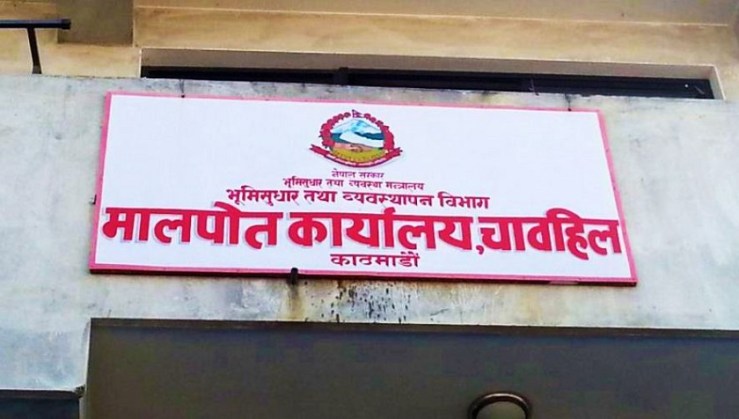 नेपाल सरकार
भूमिसुधार तथा व्यवस्था मन्त्रालय
भूमिसुधार तथा व्यवस्थापन विभाग
मालपोत कार्यालय,चावहिल
काठमाडौं